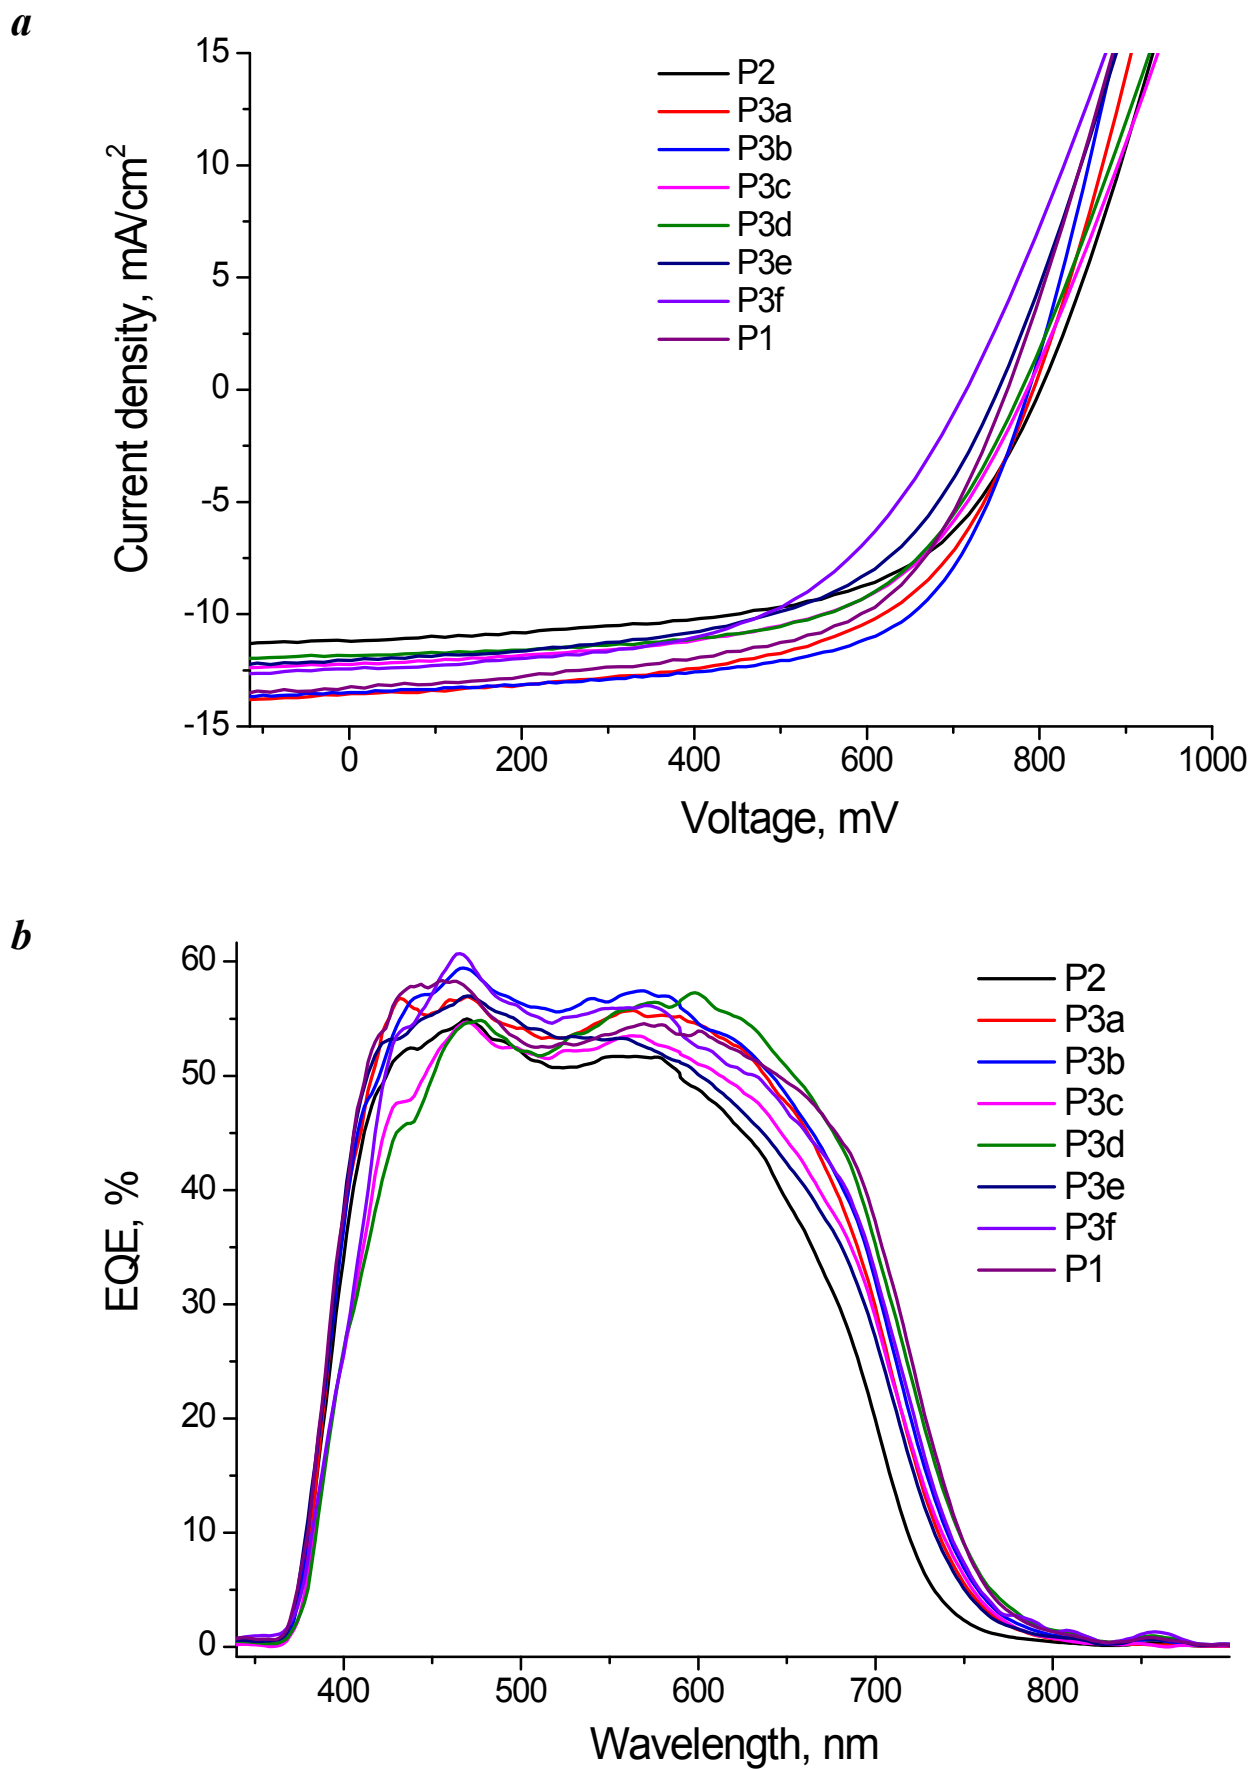 a
15
10
5
0
-5
-10
-15
Current density, mA/cm²
P2
P3a
P3b
P3c
P3d
P3e
P3f
P1
0 200 400 600 800 1000
Voltage, mV
b
60
50
40
30
20
10
0
EQE, %
P2
P3a
P3b
P3c
P3d
P3e
P3f
P1
400 500 600 700 800
Wavelength, nm